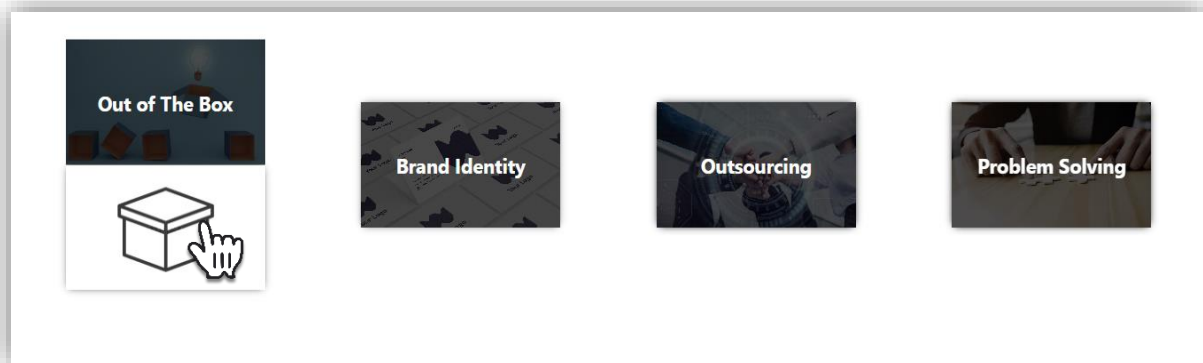 Out of The Box
Brand Identity
Outsourcing
Problem Solving